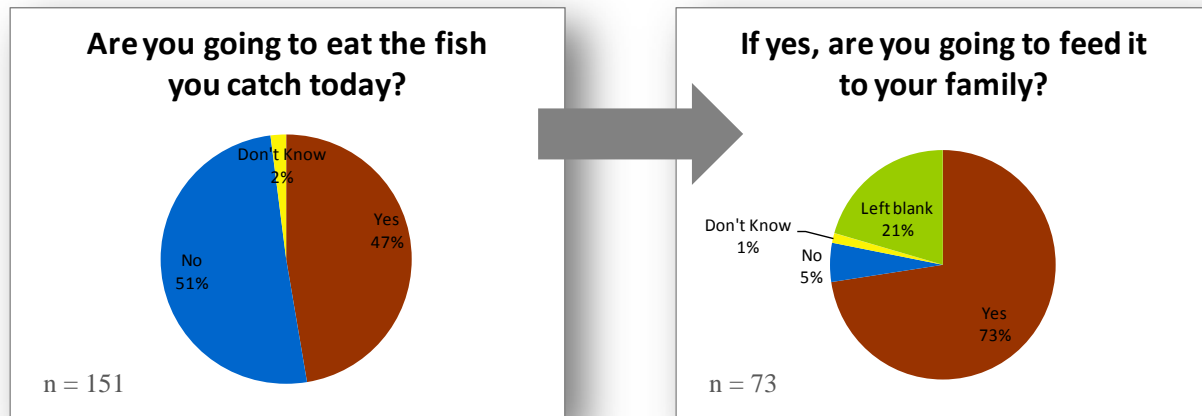 Are you going to eat the fish
you catch today?
Don't Know
2%
Yes
47%
No
51%
n = 151
If yes, are you going to feed it
to your family?
Left blank
21%
Don't Know
1%
No
5%
Yes
73%
n = 73